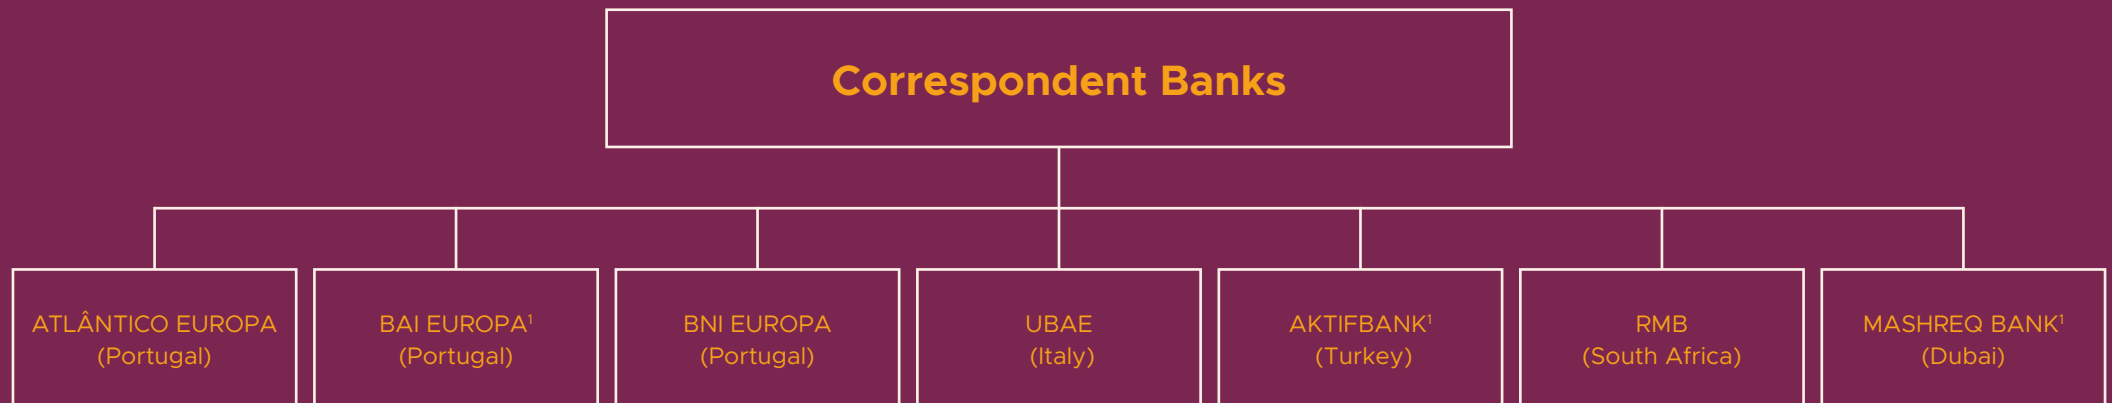 Correspondent Banks
ATLÂNTICO EUROPA
(Portugal)
BAI EUROPA¹
(Portugal)
BNI EUROPA
(Portugal)
UBAE
(Italy)
AKTIFBANK¹
(Turkey)
RMB
(South Africa)
MASHREQ BANK¹
(Dubai)